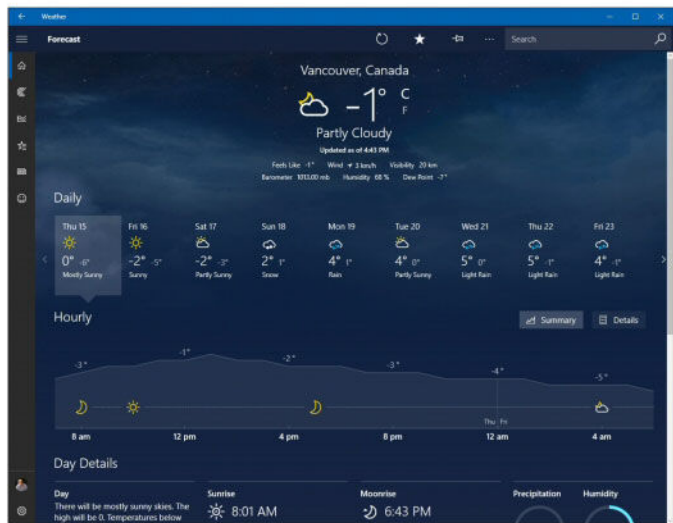 Weather
Forecast
Search
Vancouver, Canada
-1° C
F
Partly Cloudy
Updated as of 4:43 PM
Feels Like -1° Wind 3 km/h Visibility 20 km
Barometer 1013.00 mb Humidity 68 % Dew Point -7°
Daily
Thu 15 Fri 16 Sat 17 Sun 18 Mon 19 Tue 20 Wed 21 Thu 22 Fri 23
0° -6° -2° -5° -2° -3° 2° 1° 4° 1° 4° 0° 5° 0° 5° -1° 4° -1°
Mostly Sunny Sunny Partly Sunny Snow Rain Partly Sunny Light Rain Light Rain Light Rain
Hourly
Summary Details
-3° -1° -2° -3° -4° -5°
Thu Fri
8 am 12 pm 4 pm 8 pm 12 am 4 am
Day Details
Day Sunrise Moonrise Precipitation Humidity
There will be mostly sunny skies. The
8:01 AM 6:43 PM
high will be 0. Temperatures below